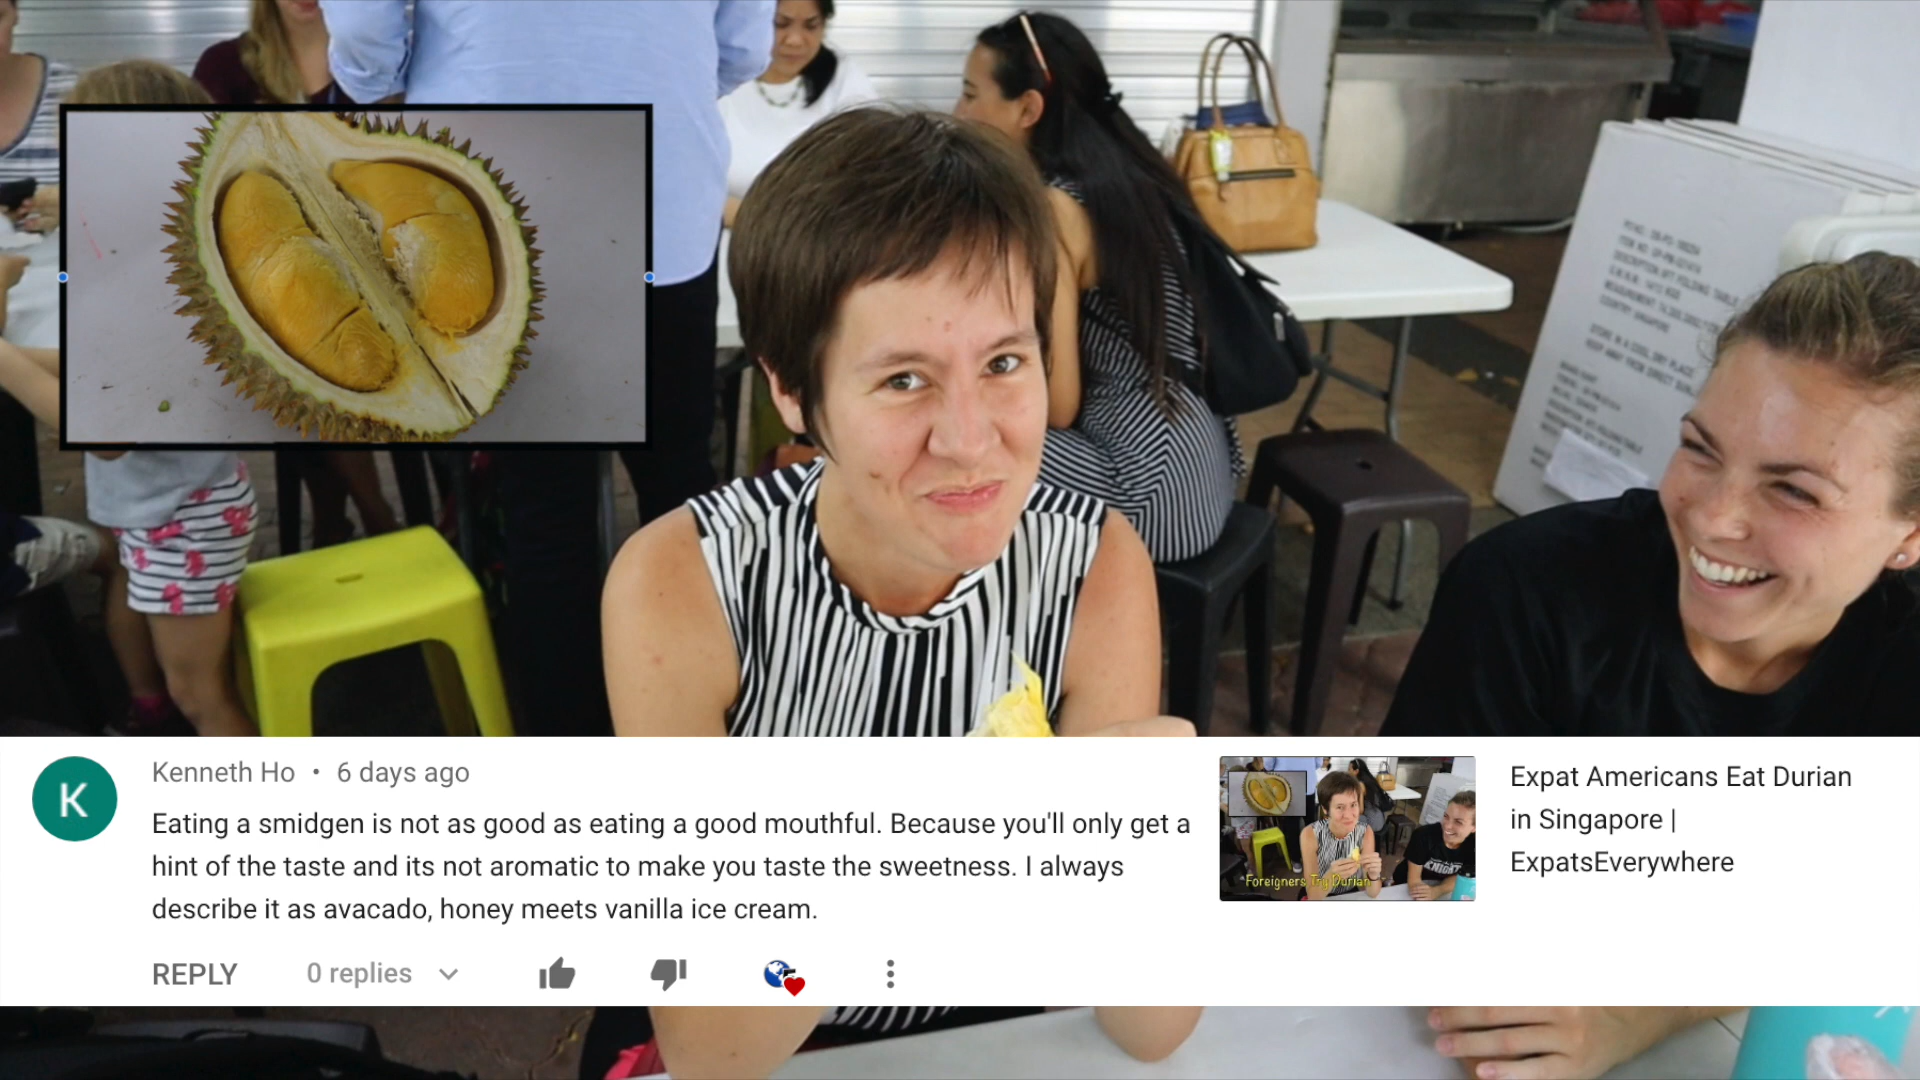 K
Kenneth Ho • 6 days ago
Eating a smidgen is not as good as eating a good mouthful. Because you'll only get a
hint of the taste and its not aromatic to make you taste the sweetness. I always
describe it as avacado, honey meets vanilla ice cream.
REPLY 0 replies
Foreigners Try Durian
Expat Americans Eat Durian
in Singapore |
ExpatsEverywhere